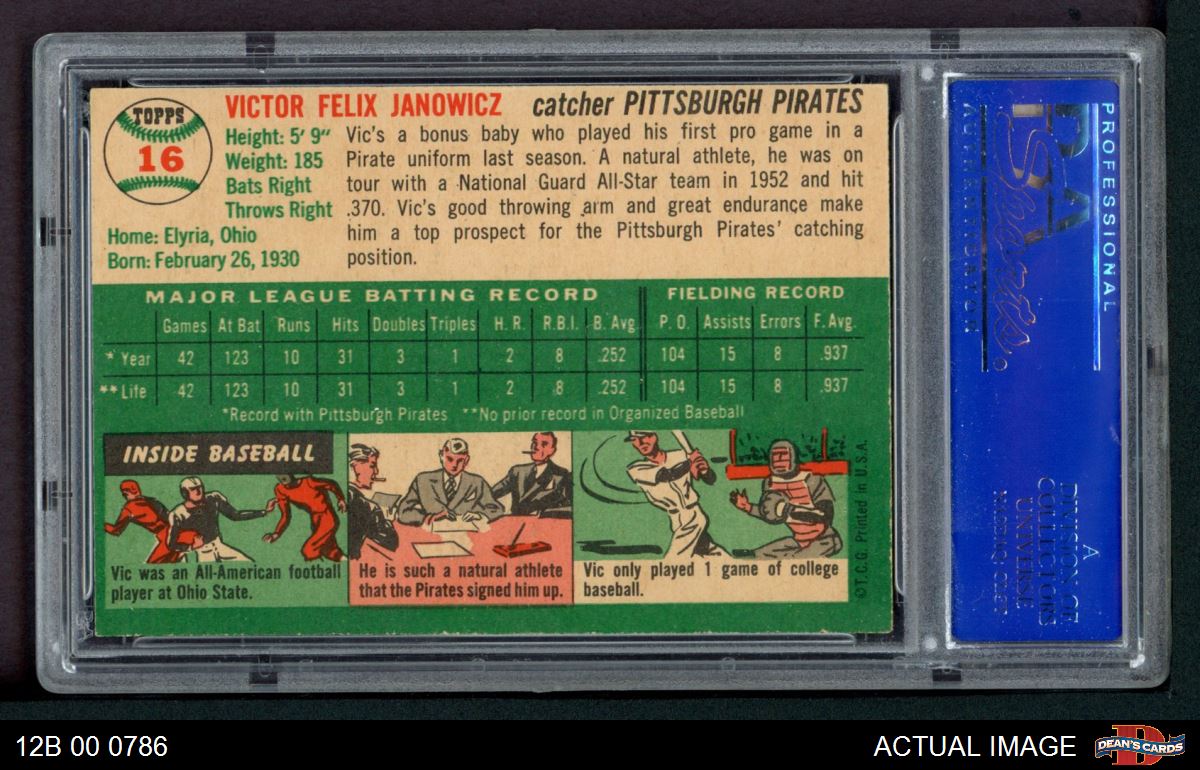 TOPPS
16
VICTOR FELIX JANOWICZ catcher PITTSBURGH PIRATES
Height: 5' 9"
Weight: 185
Bats Right
Throws Right
Home: Elyria, Ohio
Born: February 26, 1930
Vic's a bonus baby who played his first pro game in a
Pirate uniform last season. A natural athlete, he was on
tour with a National Guard All-Star team in 1952 and hit
.370. Vic's good throwing arm and great endurance make
him a top prospect for the Pittsburgh Pirates' catching
position.
MAJOR LEAGUE BATTING RECORD FIELDING RECORD
Games At Bat Runs Hits Doubles Triples H. R. R.B.I. B. Avg. P. O. Assists Errors F. Avg.
* Year 42 123 10 31 3 1 2 8 .252 104 15 8 .937
** Life 42 123 10 31 3 1 2 8 .252 104 15 8 .937
*Record with Pittsburgh Pirates **No prior record in Organized Baseball
INSIDE BASEBALL
Vic was an All-American football
player at Ohio State.
He is such a natural athlete
that the Pirates signed him up.
Vic only played 1 game of college
baseball.
© T.C.G. Printed in U.S.A.
PROFESSIONAL
PSA
Sports
AUTHENTICATOR
A
DIVISION OF
COLLECTORS
UNIVERSE
NASDAQ: CLCT
12B 00 0786
ACTUAL IMAGE
D
DEAN'S CARDS